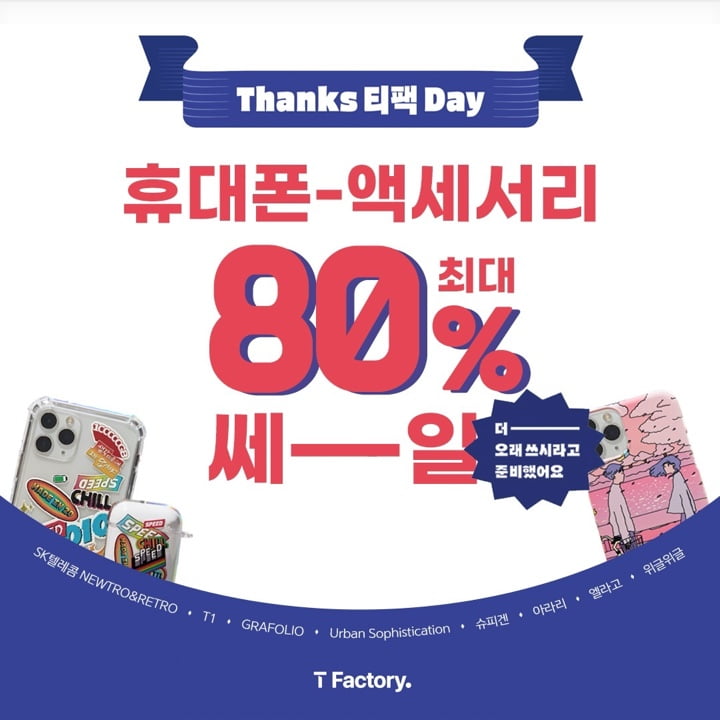 Thanks 티팩 Day
휴대폰-액세서리
최대
80%
쎄—일
더—
오래 쓰시라고
준비했어요
CHILL
SPEED
SK텔레콤 NEWTRO&RETRO • T1 • GRAFOLIO • Urban Sophistication • 슈피겐 • 아라리 • 엘라고 • 위글위글
T Factory.